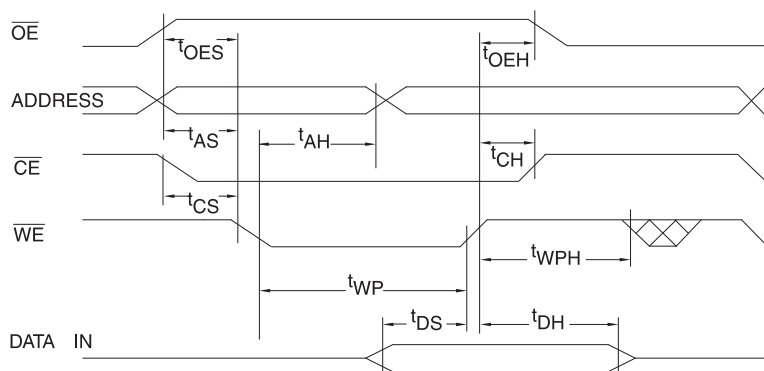 OE
tOES
tOEH
ADDRESS
tAS
tAH
tCH
CE
tCS
WE
tWPH
tWP
tDS
tDH
DATA IN